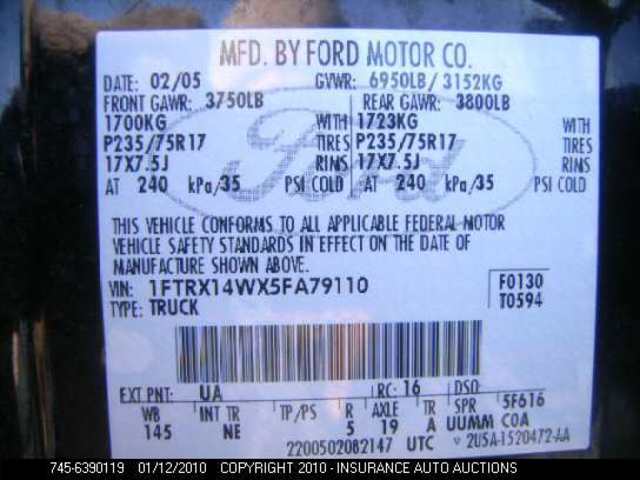 MFD. BY FORD MOTOR CO.
DATE: 02/05 GVWR: 6950LB/ 3152KG
FRONT GAWR: 3750LB REAR GAWR: 3800LB
1700KG WITH 1723KG WITH
P235/75R17 TIRES P235/75R17 TIRES
17X7.5J RIMS 17X7.5J RIMS
AT 240 kPa/35 PSI COLD AT 240 kPa/35 PSI COLD
Ford
THIS VEHICLE CONFORMS TO ALL APPLICABLE FEDERAL MOTOR
VEHICLE SAFETY STANDARDS IN EFFECT ON THE DATE OF
MANUFACTURE SHOWN ABOVE.
VIN: 1FTRX14WX5FA79110 F0130
TYPE: TRUCK T0594
EXT PNT: UA RC: 16 DSO:
WB INT TR TP/PS R AXLE TR SPR 5F616
145 NE 5 19 A UUMM COA
2200502082147 UTC 2U5A-1520472-AA
745-6390119 01/12/2010 COPYRIGHT 2010 - INSURANCE AUTO AUCTIONS